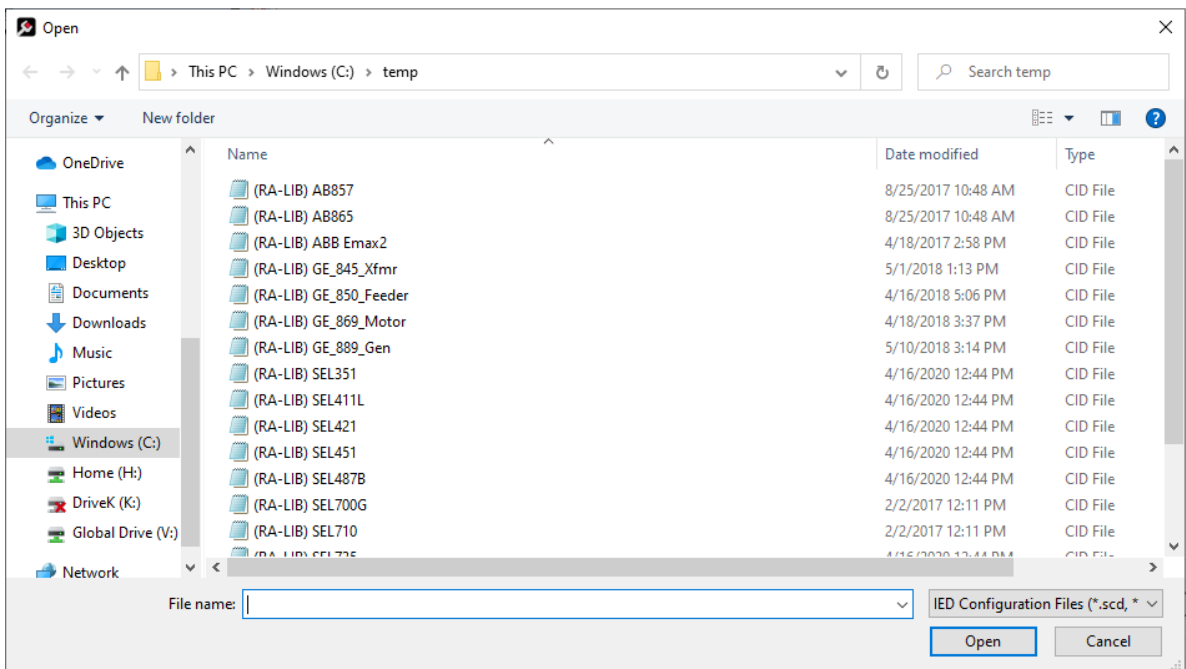 Open
This PC > Windows (C:) > temp
Search temp
Organize
New folder
Name
Date modified
Type
OneDrive
This PC
3D Objects
Desktop
Documents
Downloads
Music
Pictures
Videos
Windows (C:)
Home (H:)
DriveK (K:)
Global Drive (V:)
Network
(RA-LIB) AB857 8/25/2017 10:48 AM CID File
(RA-LIB) AB865 8/25/2017 10:48 AM CID File
(RA-LIB) ABB Emax2 4/18/2017 2:58 PM CID File
(RA-LIB) GE_845_Xfmr 5/1/2018 1:13 PM CID File
(RA-LIB) GE_850_Feeder 4/16/2018 5:06 PM CID File
(RA-LIB) GE_869_Motor 4/18/2018 3:37 PM CID File
(RA-LIB) GE_889_Gen 5/10/2018 3:14 PM CID File
(RA-LIB) SEL351 4/16/2020 12:44 PM CID File
(RA-LIB) SEL411L 4/16/2020 12:44 PM CID File
(RA-LIB) SEL421 4/16/2020 12:44 PM CID File
(RA-LIB) SEL451 4/16/2020 12:44 PM CID File
(RA-LIB) SEL487B 4/16/2020 12:44 PM CID File
(RA-LIB) SEL700G 2/2/2017 12:11 PM CID File
(RA-LIB) SEL710 2/2/2017 12:11 PM CID File
File name:
IED Configuration Files (*.scd, *
Open
Cancel